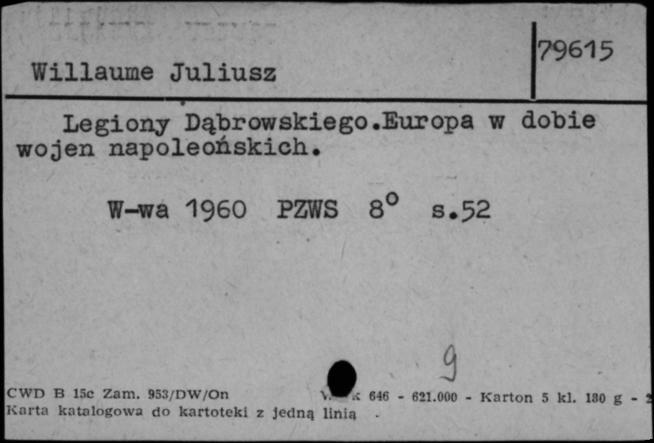 79615
Willaume Juliusz
Legiony Dąbrowskiego.Europa w dobie
wojen napoleońskich.
W-wa 1960 PZWS 8° s.52
9
CWD B 15c Zam. 953/DW/On 646 - 621.000 - Karton 5 kl. 180 g -
Karta katalogowa do kartoteki z jedną linią